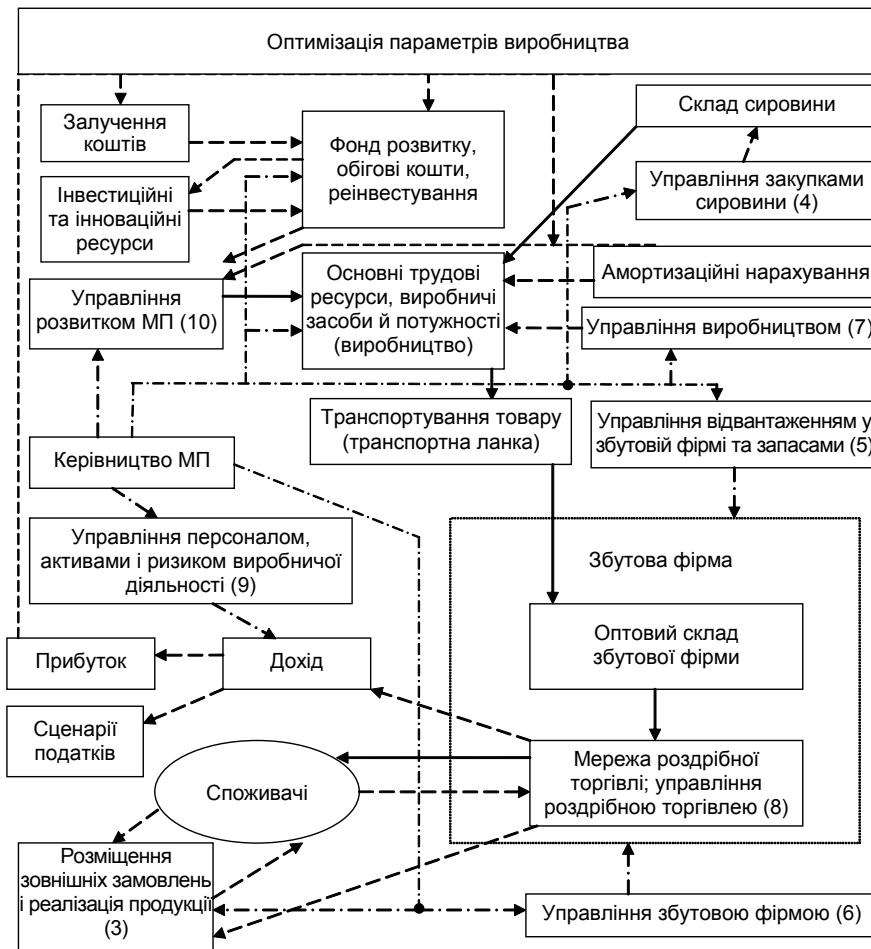 Оптимізація параметрів виробництва
Залучення
коштів
Фонд розвитку,
обігові кошти,
реінвестування
Склад сировини
Інвестиційні
та інноваційні
ресурси
Управління закупками
сировини (4)
Управління
розвитком МП (10)
Основні трудові
ресурси, виробничі
засоби й потужності
(виробництво)
Амортизаційні нарахування
Управління виробництвом (7)
Транспортування товару
(транспортна ланка)
Управління відвантаженням у
збутовій фірмі та запасами (5)
Керівництво МП
Управління персоналом,
активами і ризиком виробничої
діяльності (9)
Збутова фірма
Оптовий склад
збутової фірми
Прибуток
Дохід
Сценарії
податків
Мережа роздрібної
торгівлі; управління
роздрібною торгівлею (8)
Споживачі
Розміщення
зовнішніх замовлень
і реалізація продукції
(3)
Управління збутовою фірмою (6)